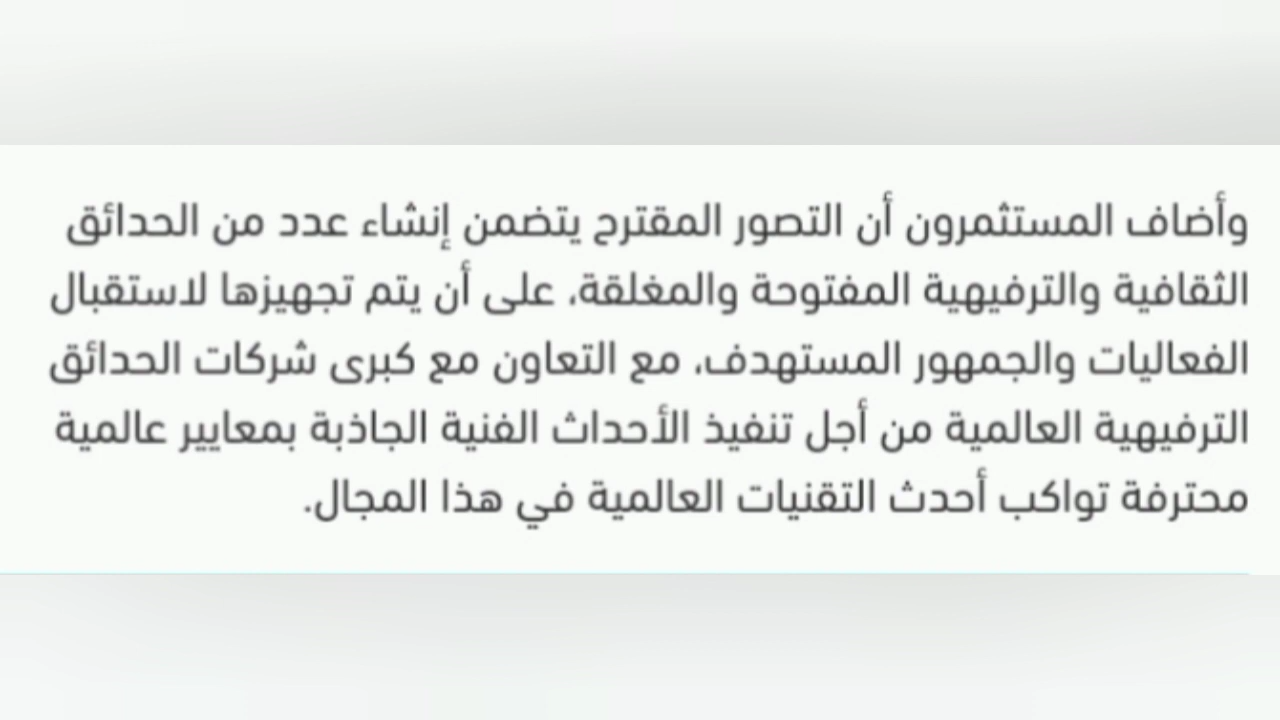 وأضاف المستثمرون أن التصور المقترح يتضمن إنشاء عدد من الحدائق
الثقافية والترفيهية المفتوحة والمغلقة، على أن يتم تجهيزها لاستقبال
الفعاليات والجمهور المستهدف، مع التعاون مع كبرى شركات الحدائق
الترفيهية العالمية من أجل تنفيذ الأحداث الفنية الجاذبة بمعايير عالمية
محترفة تواكب أحدث التقنيات العالمية في هذا المجال.